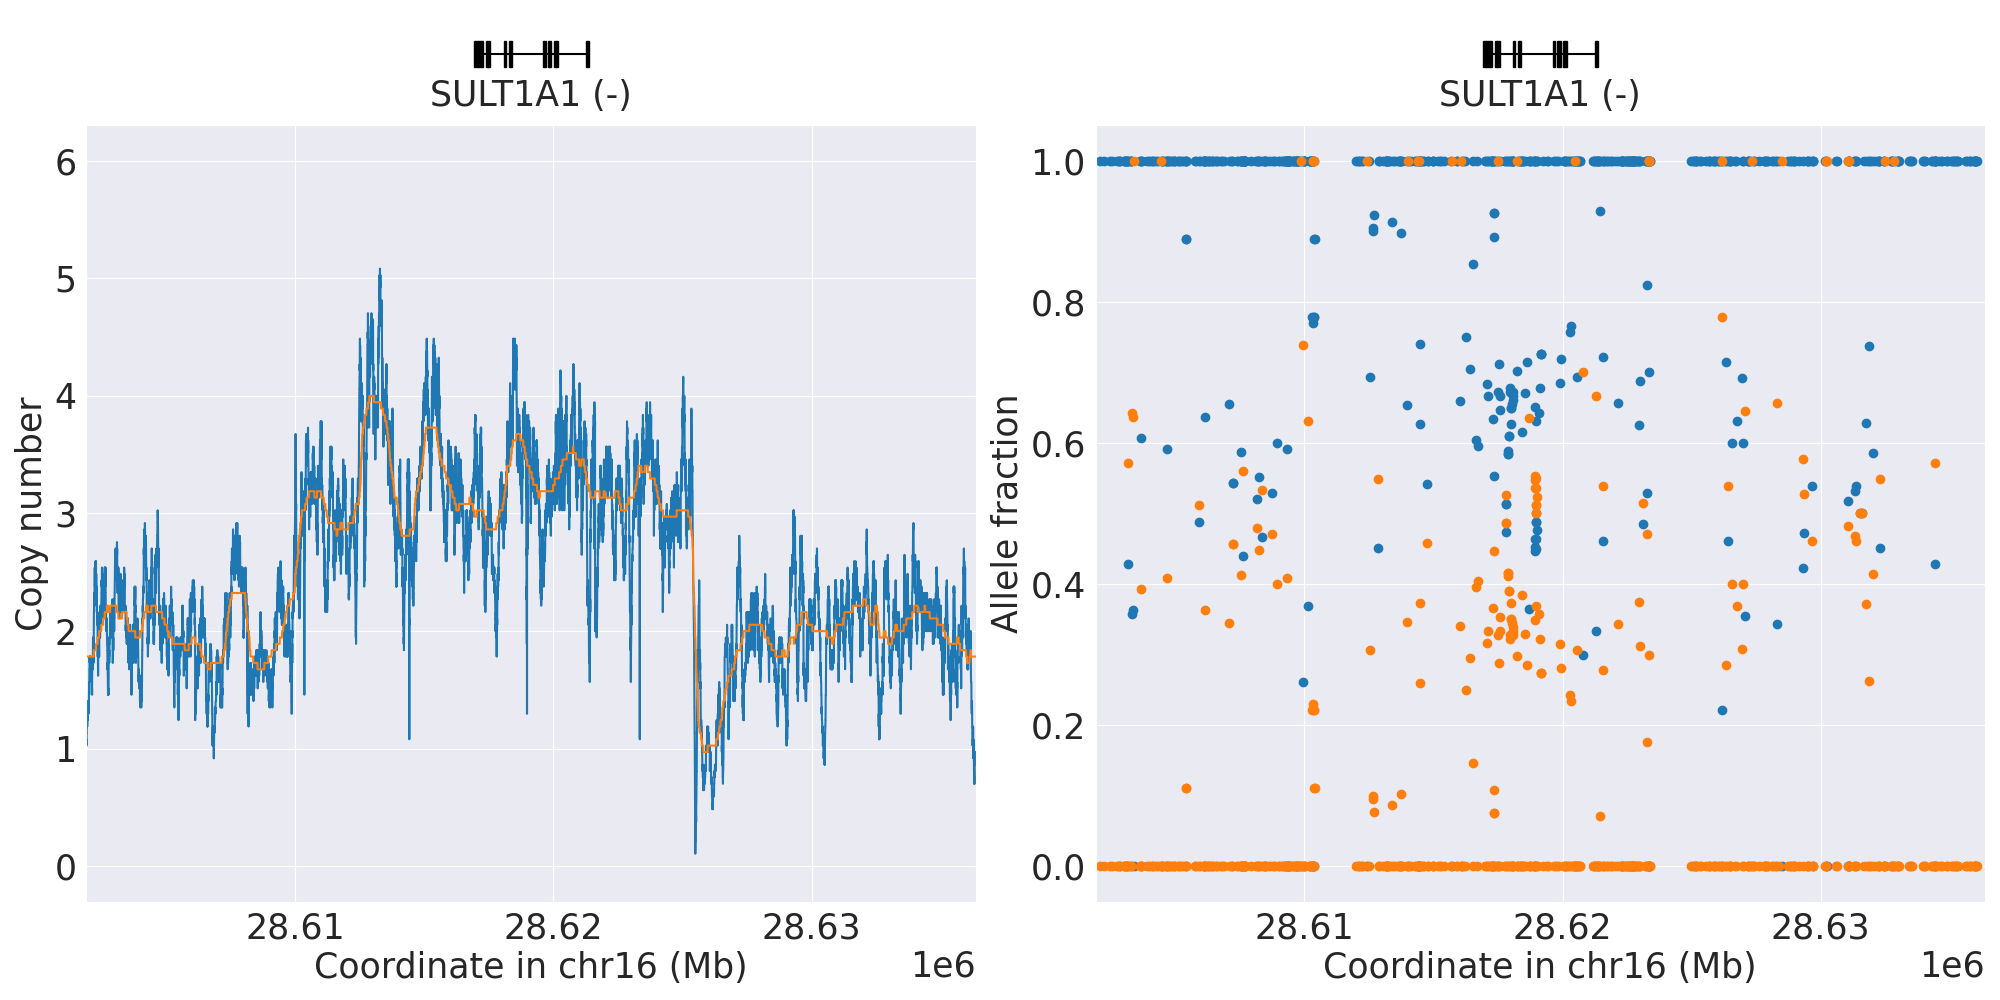 SULT1A1 (-)
6
5
4
3
2
1
0
Copy number
28.61
28.62
28.63
Coordinate in chr16 (Mb)
1e6
SULT1A1 (-)
1.0
0.8
0.6
0.4
0.2
0.0
Allele fraction
28.61
28.62
28.63
Coordinate in chr16 (Mb)
1e6